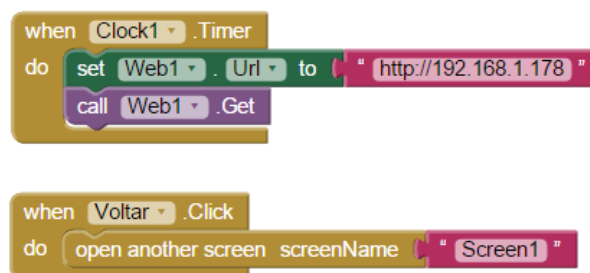 when Clock1 .Timer
do set Web1 . Url to " http://192.168.1.178 "
call Web1 .Get
when Voltar .Click
do open another screen screenName " Screen1 "